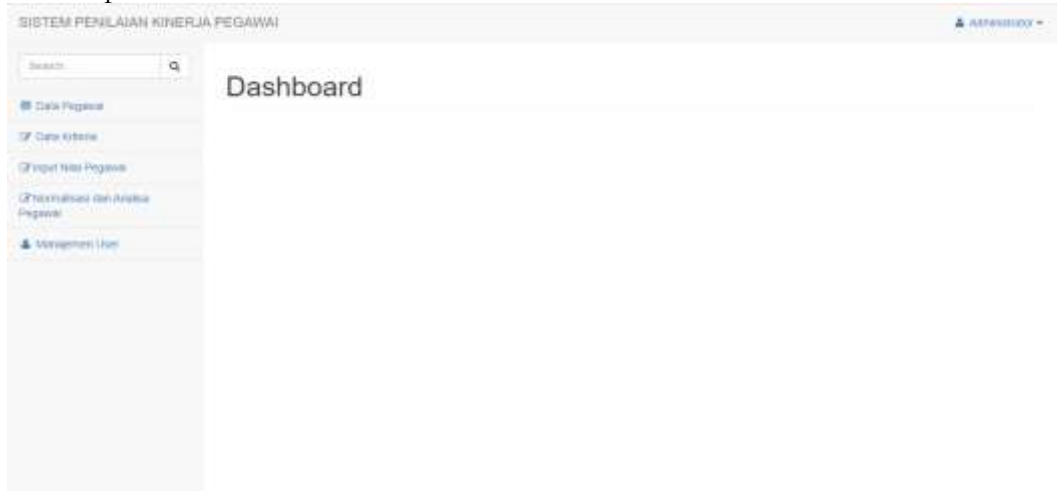 SISTEM PENILAIAN KINERJA PEGAWAI
Administrator
Search
Dashboard
Data Pegawai
Data Kriteria
Input Nilai Pegawai
Normalisasi dan Analisa
Pegawai
Manajemen User